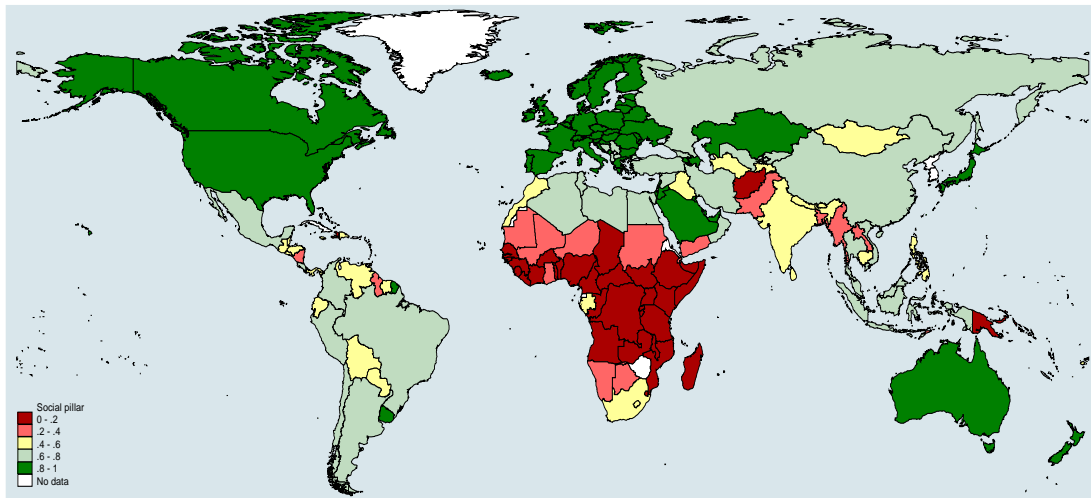 Social pillar
0 - .2
.2 - .4
.4 - .6
.6 - .8
.8 - 1
No data